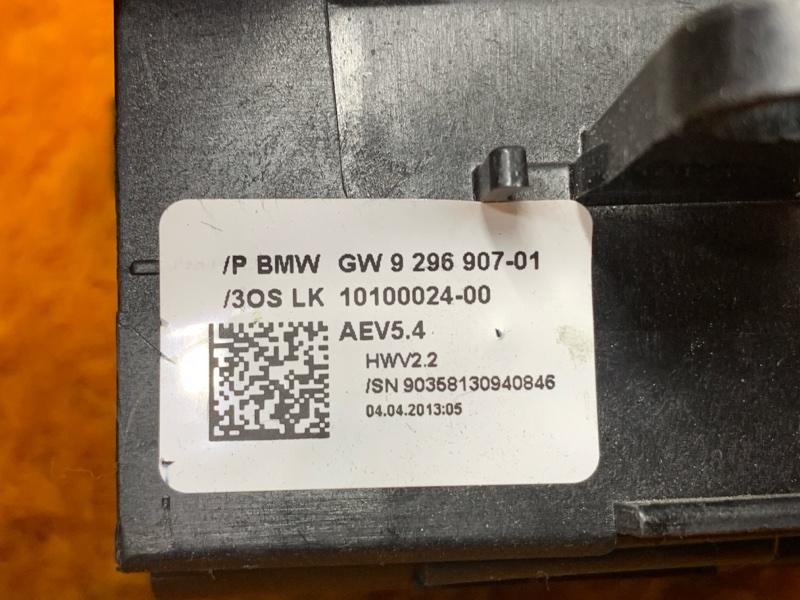 /P BMW GW 9 296 907-01
/3OS LK 10100024-00
AEV5.4
HWV2.2
/SN 90358130940846
04.04.2013:05